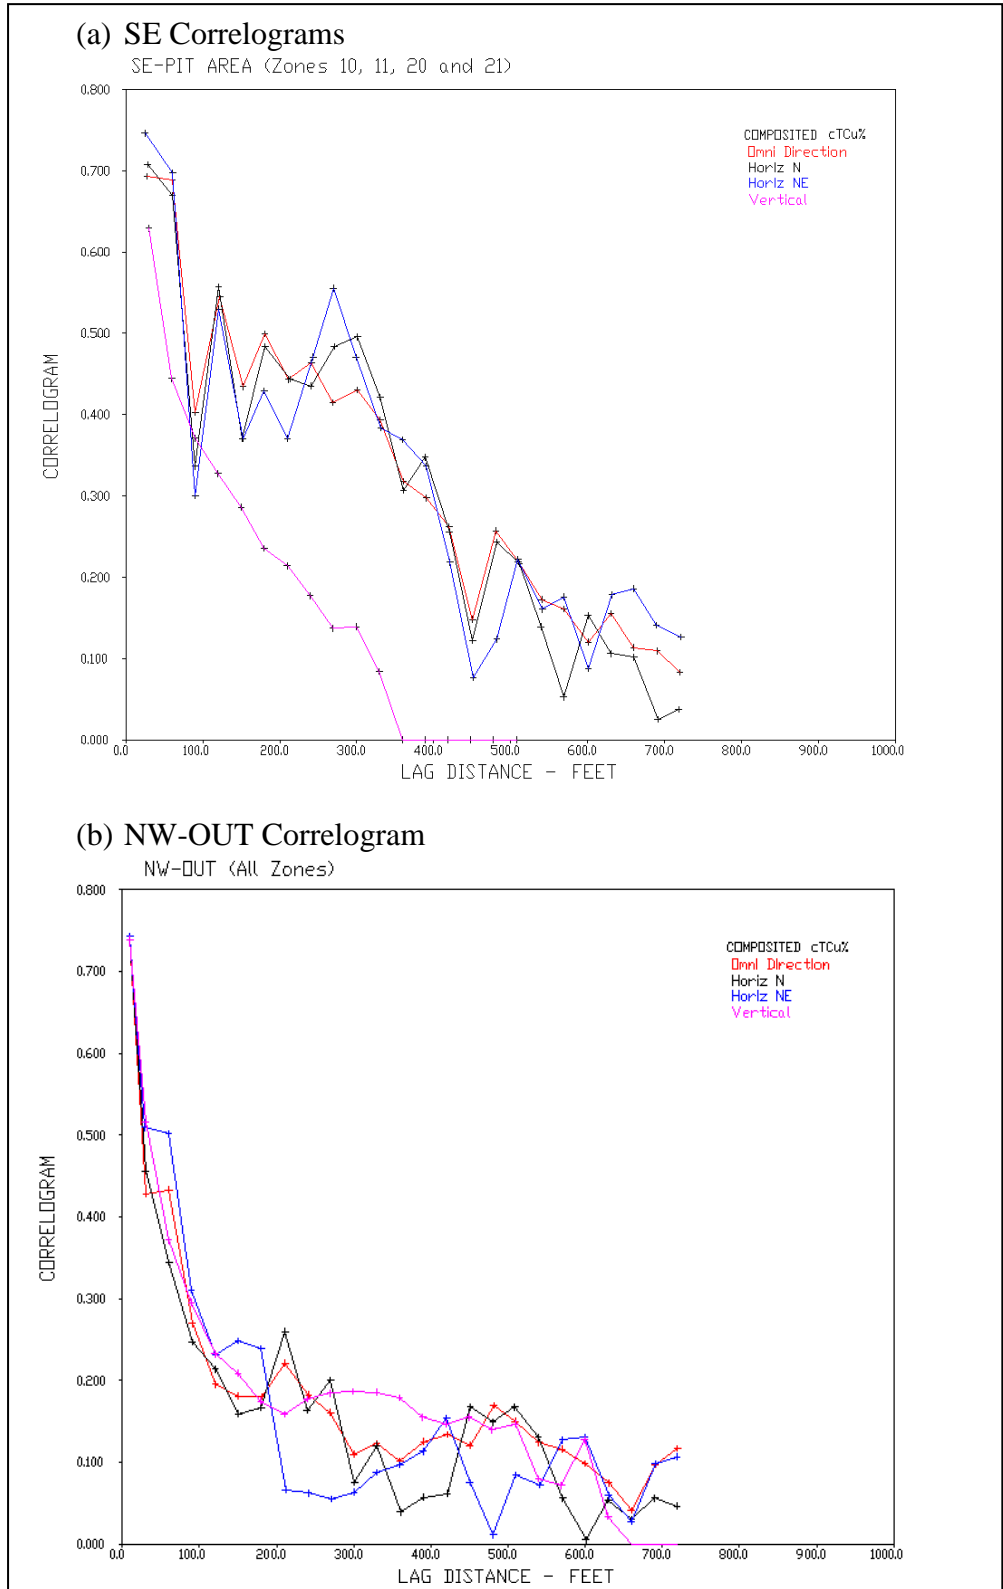 (a) SE Correlograms
SE-PIT AREA (Zones 10, 11, 20 and 21)
0.800
0.700
0.600
0.500
0.400
0.300
0.200
0.100
0.000
CORRELOGRAM
COMPOSITED cTCu%
Omni Direction
Horiz N
Horiz NE
Vertical
0.0 100.0 200.0 300.0 400.0 500.0 600.0 700.0 800.0 900.0 1000.0
LAG DISTANCE - FEET
(b) NW-OUT Correlogram
NW-OUT (All Zones)
0.800
0.700
0.600
0.500
0.400
0.300
0.200
0.100
0.000
CORRELOGRAM
COMPOSITED cTCu%
Omni Direction
Horiz N
Horiz NE
Vertical
0.0 100.0 200.0 300.0 400.0 500.0 600.0 700.0 800.0 900.0 1000.0
LAG DISTANCE - FEET